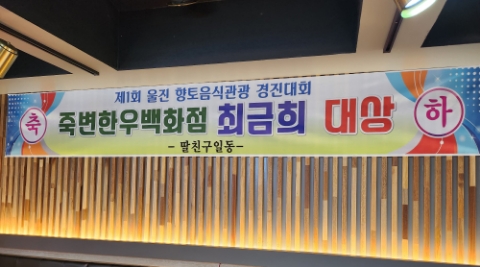 제1회 울진 향토음식관광 경진대회
축 죽변한우백화점 최금희 대상 하
- 딸친구일동 -